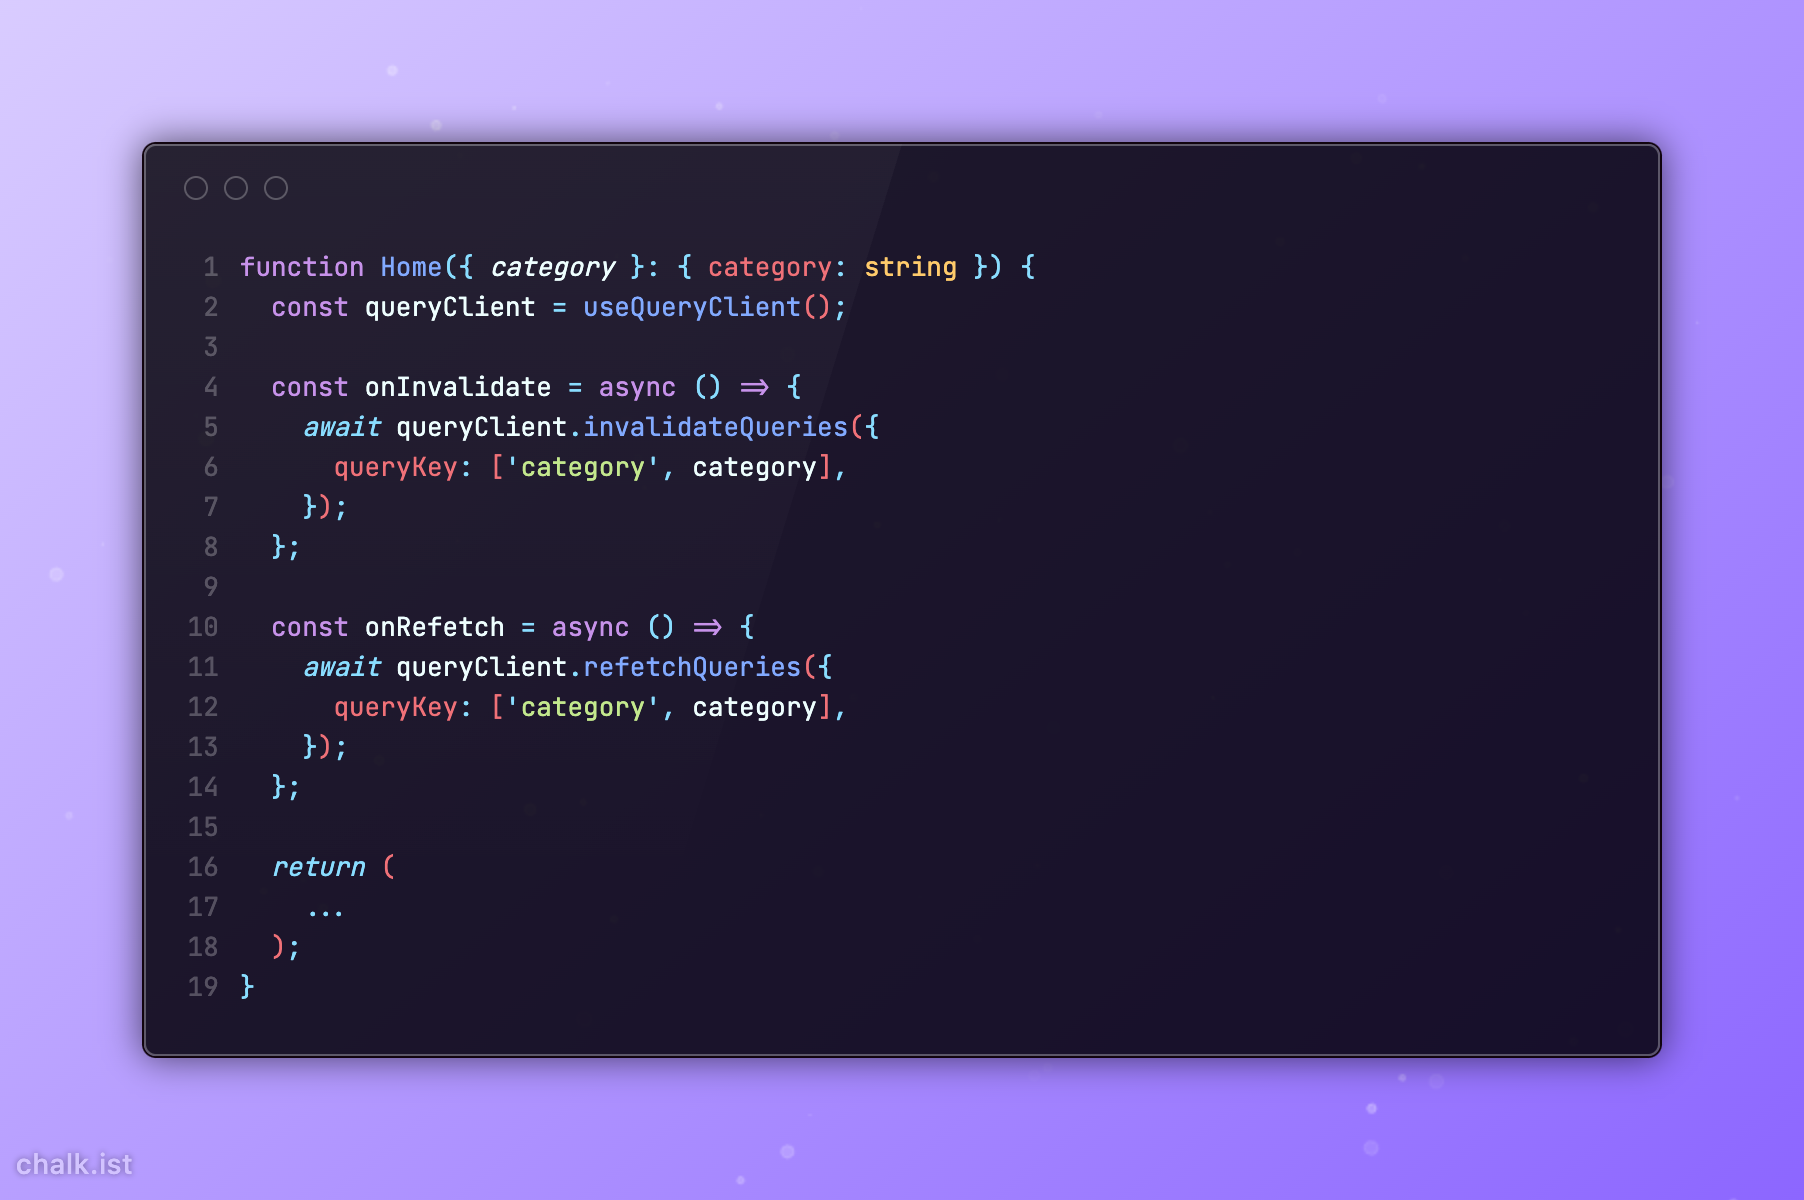 1 function Home({ category }: { category: string }) {
2   const queryClient = useQueryClient();
3
4   const onInvalidate = async () => {
5     await queryClient.invalidateQueries({
6       queryKey: ['category', category],
7     });
8   };
9
10   const onRefetch = async () => {
11     await queryClient.refetchQueries({
12       queryKey: ['category', category],
13     });
14   };
15
16   return (
17     ...
18   );
19 }
chalk.ist